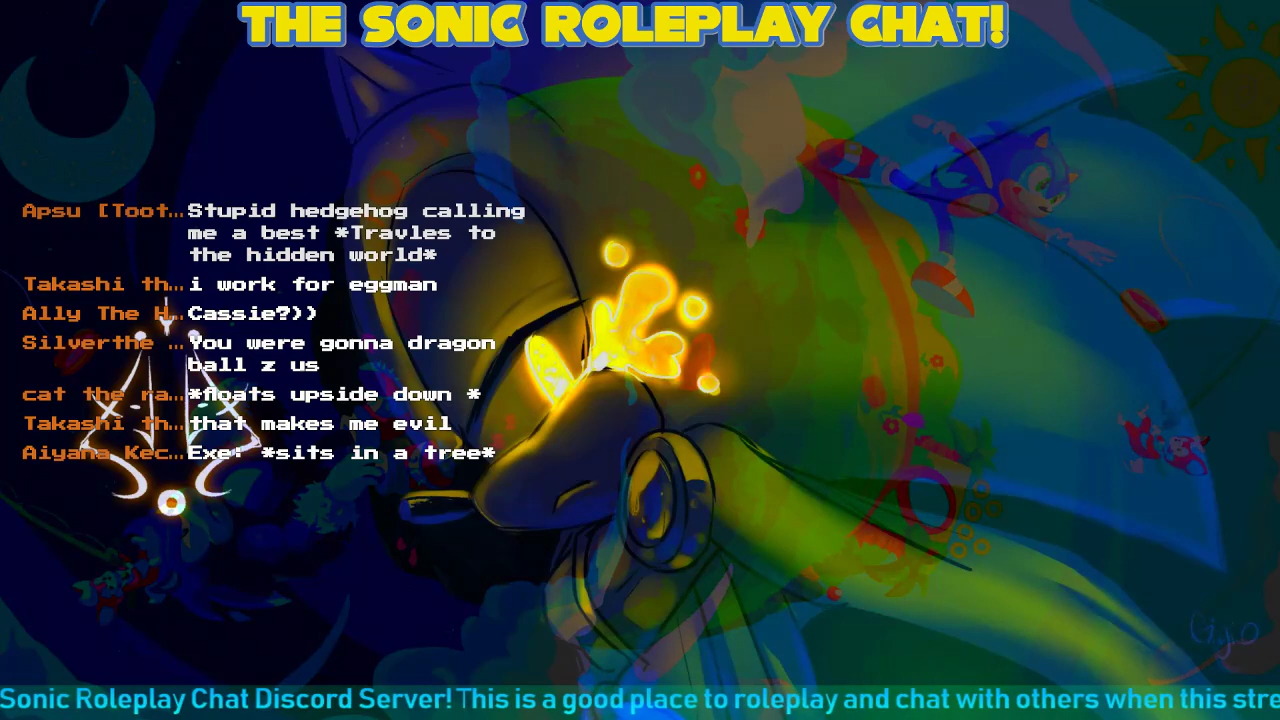 THE SONIC ROLEPLAY CHAT!
Apsu [Toot… Stupid hedgehog calling
me a best *Travles to
the hidden world*
Takashi th… i work for eggman
Ally The H… Cassie?))
Silverthe … You were gonna dragon
ball z us
cat the ra… *floats upside down *
Takashi th… that makes me evil
Aiyana Kec… Exe: *sits in a tree*
Sonic Roleplay Chat Discord Server! This is a good place to roleplay and chat with others when this stre